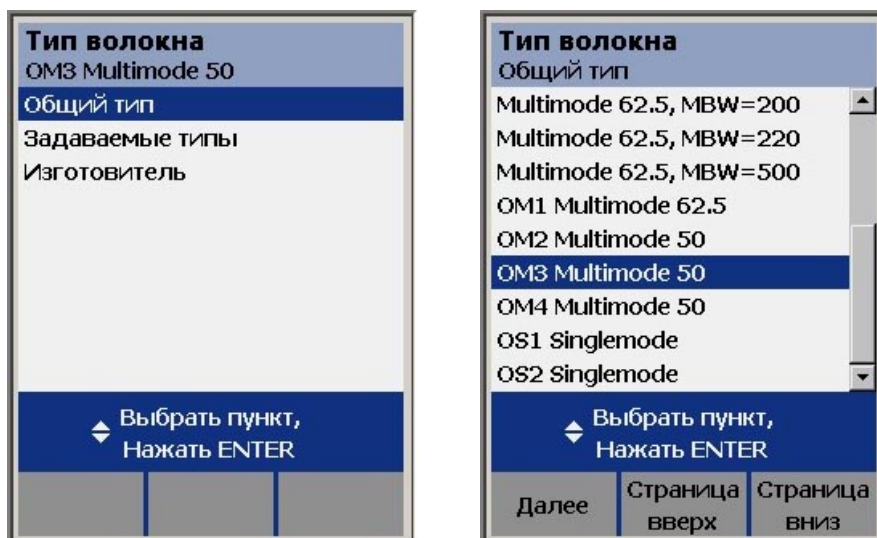 Тип волокна
OM3 Multimode 50
Общий тип
Задаваемые типы
Изготовитель
Выбрать пункт,
Нажать ENTER
Тип волокна
Общий тип
Multimode 62.5, MBW=200
Multimode 62.5, MBW=220
Multimode 62.5, MBW=500
OM1 Multimode 62.5
OM2 Multimode 50
OM3 Multimode 50
OM4 Multimode 50
OS1 Singlemode
OS2 Singlemode
Выбрать пункт,
Нажать ENTER
Далее
Страница
вверх
Страница
вниз